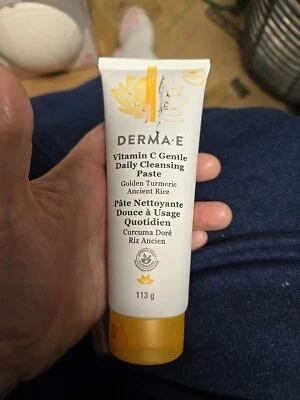 DERMA·E
Vitamin C Gentle
Daily Cleansing
Paste
Golden Turmeric
Ancient Rice
Pâte Nettoyante
Douce à Usage
Quotidien
Curcuma Doré
Riz Ancien
113 g